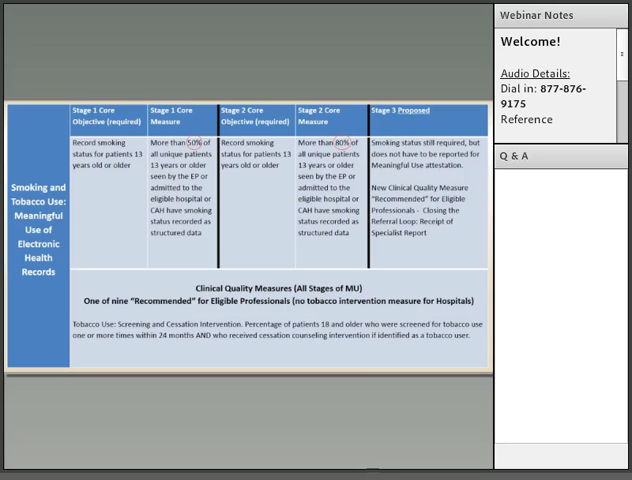 Smoking and
Tobacco Use:
Meaningful
Use of
Electronic
Health
Records
Stage 1 Core
Objective (required)
Record smoking
status for patients 13
years old or older
Stage 1 Core
Measure
More than 50% of
all unique patients
13 years or older
seen by the EP or
admitted to the
eligible hospital or
CAH have smoking
status recorded as
structured data
Stage 2 Core
Objective (required)
Record smoking
status for patients 13
years old or older
Stage 2 Core
Measure
More than 80% of
all unique patients
13 years or older
seen by the EP or
admitted to the
eligible hospital or
CAH have smoking
status recorded as
structured data
Stage 3 Proposed
Smoking status still required, but
does not have to be reported for
Meaningful Use attestation.
New Clinical Quality Measure
"Recommended" for Eligible
Professionals - Closing the
Referral Loop: Receipt of
Specialist Report
Clinical Quality Measures (All Stages of MU)
One of nine "Recommended" for Eligible Professionals (no tobacco intervention measure for Hospitals)
Tobacco Use: Screening and Cessation Intervention. Percentage of patients 18 and older who were screened for tobacco use
one or more times within 24 months AND who received cessation counseling intervention if identified as a tobacco user.
Webinar Notes
Welcome!
Audio Details:
Dial in: 877-876-
9175
Reference
Q & A